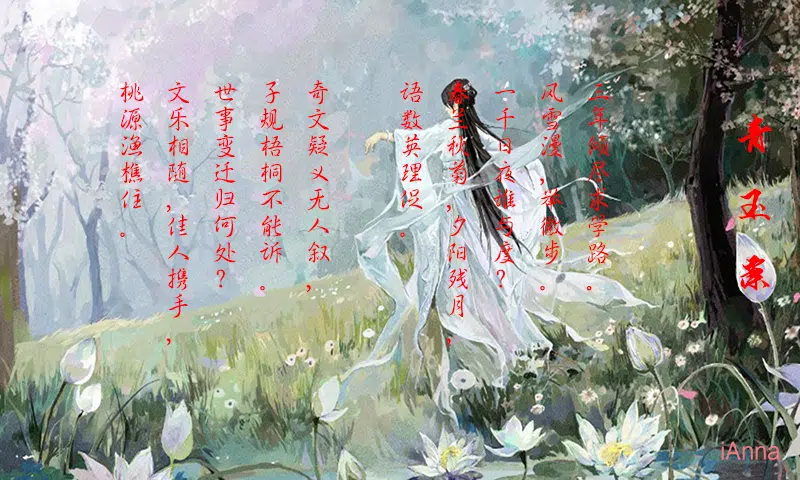 青玉案
三年倾尽求学路。
风雪漫,微步。
一千日夜谁与度?
春兰秋菊,夕阳残月,
语数英理促。
奇文疑义无人叙,
子规梧桐不能诉。
世事变迁归何处?
文乐相随,佳人携手,
桃源渔樵住。
iAnna